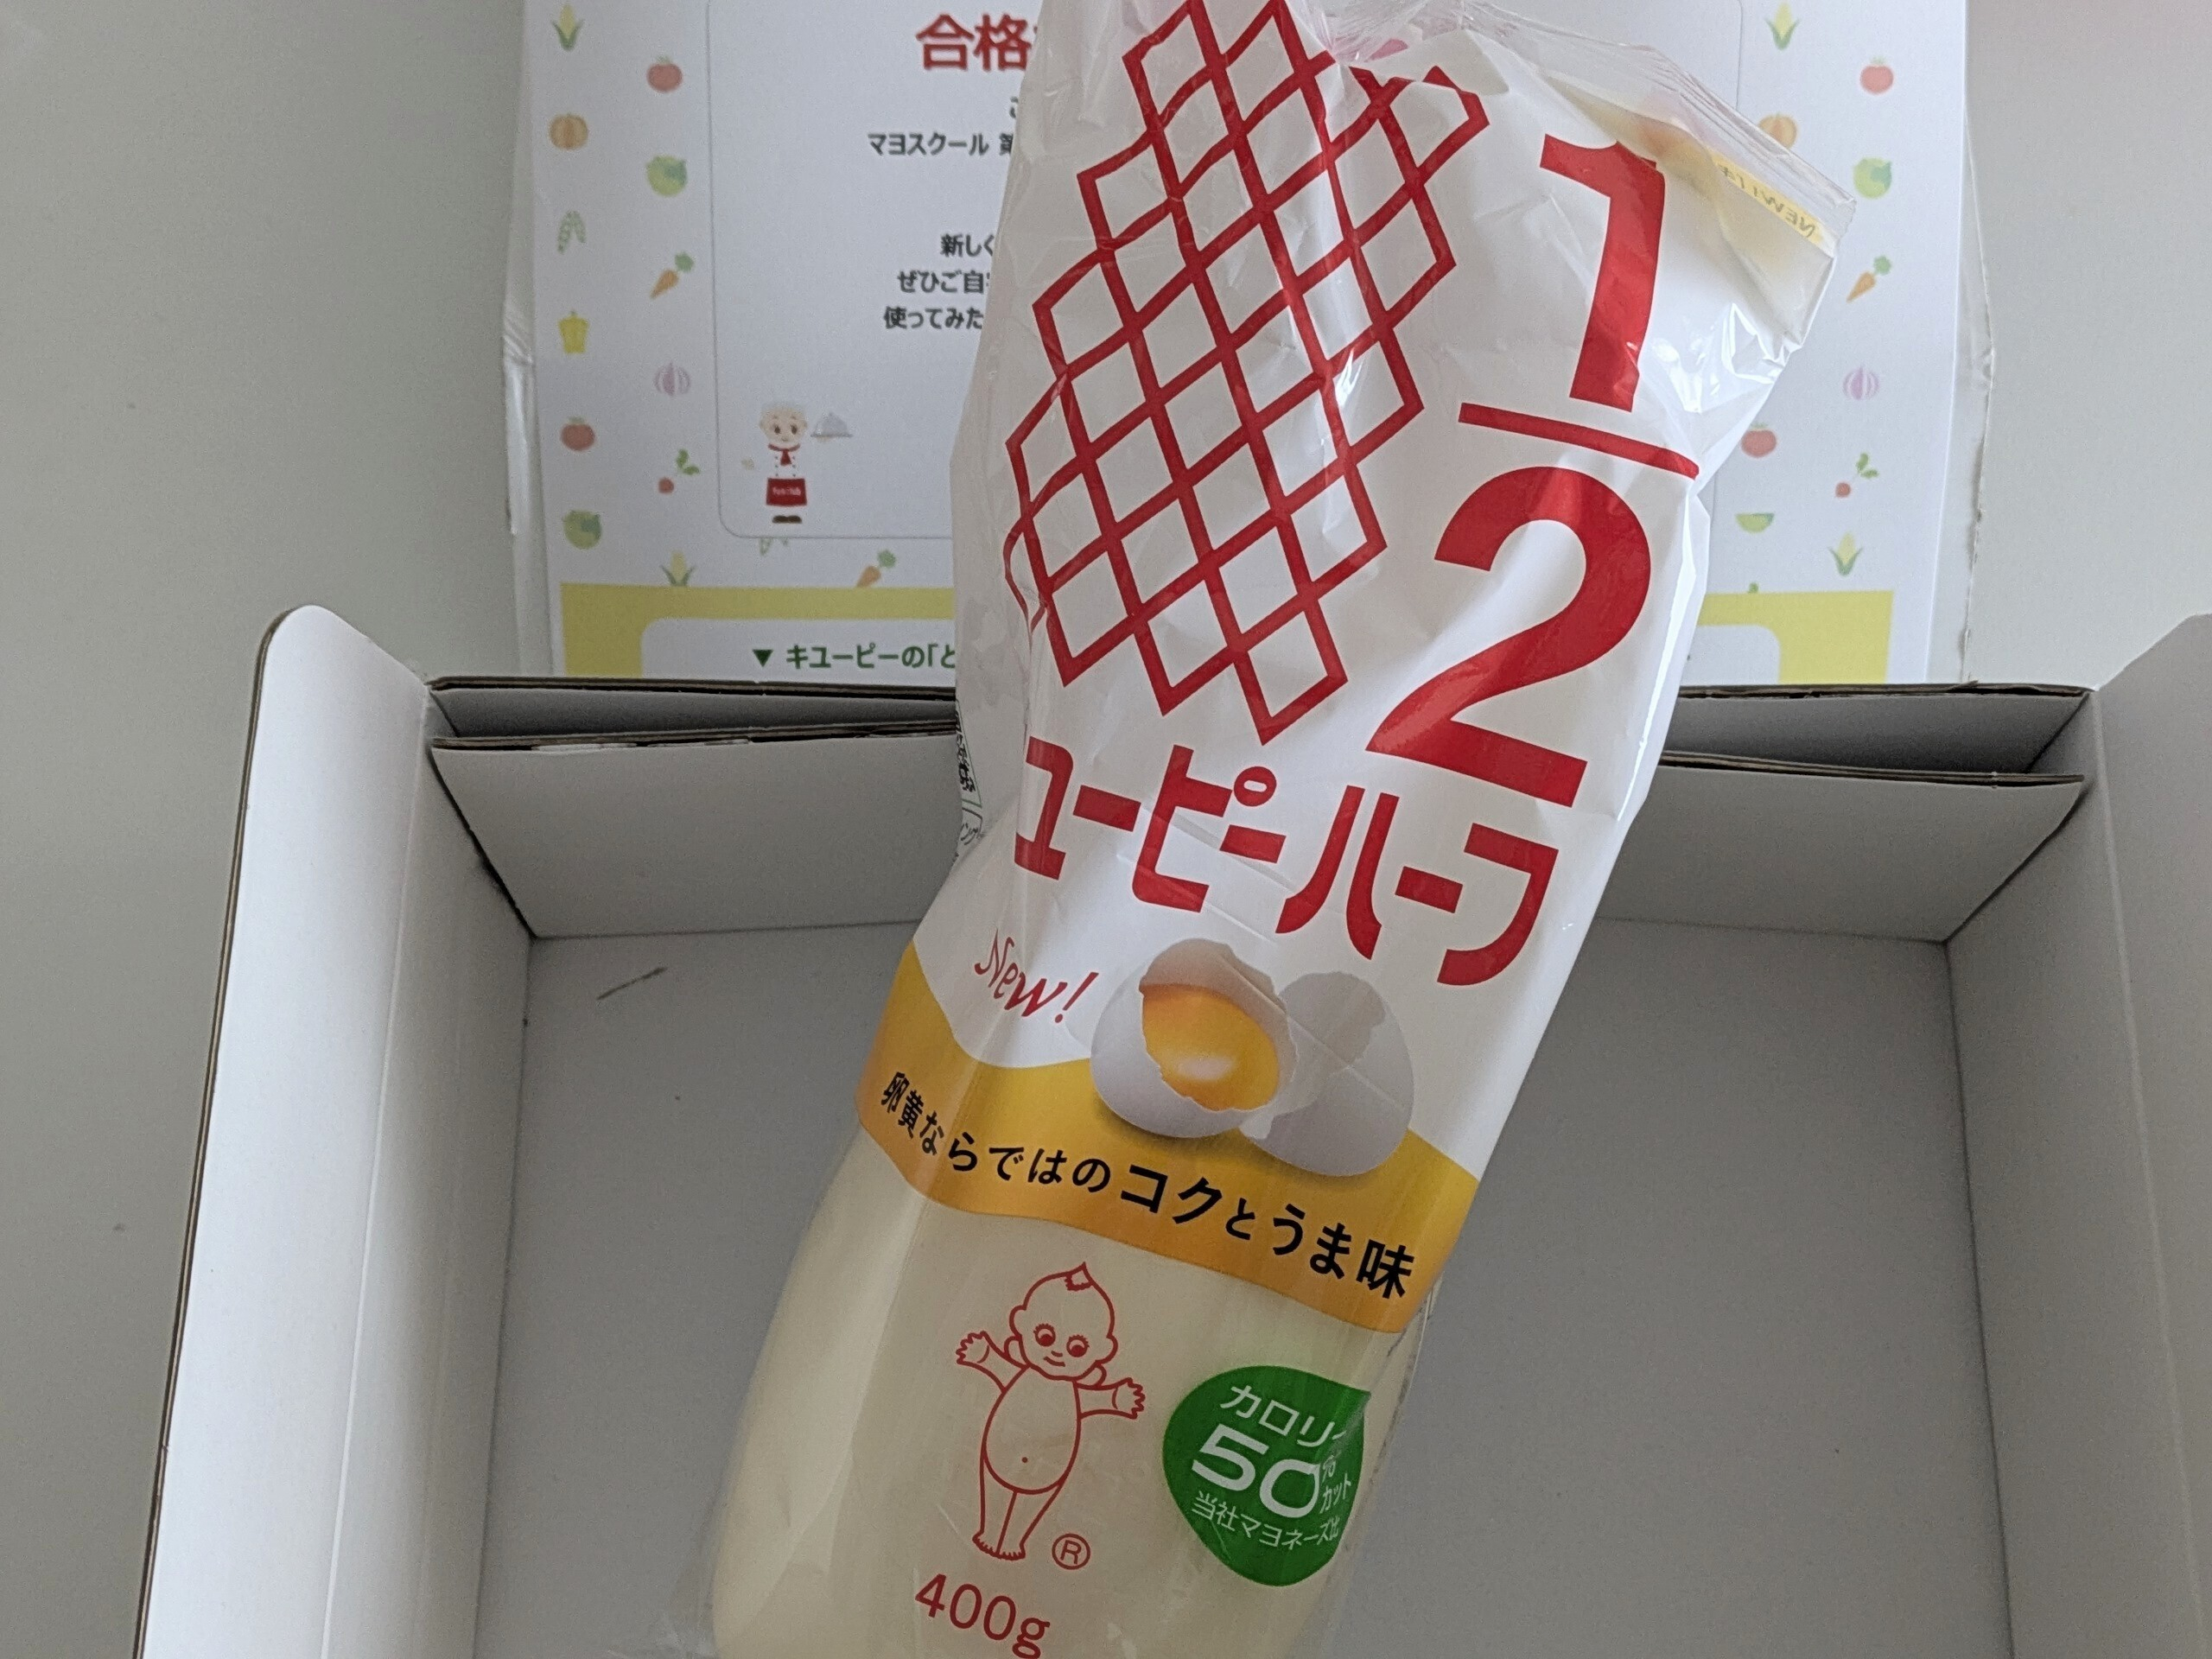 合格
マヨスクール 第
新しく
ぜひご自宅
使ってみた
▼ キユーピーの「と
1/2
ユーピーハーフ
New!
卵黄ならではのコクとうま味
カロリー
50%カット
当社マヨネーズ比
®
400g